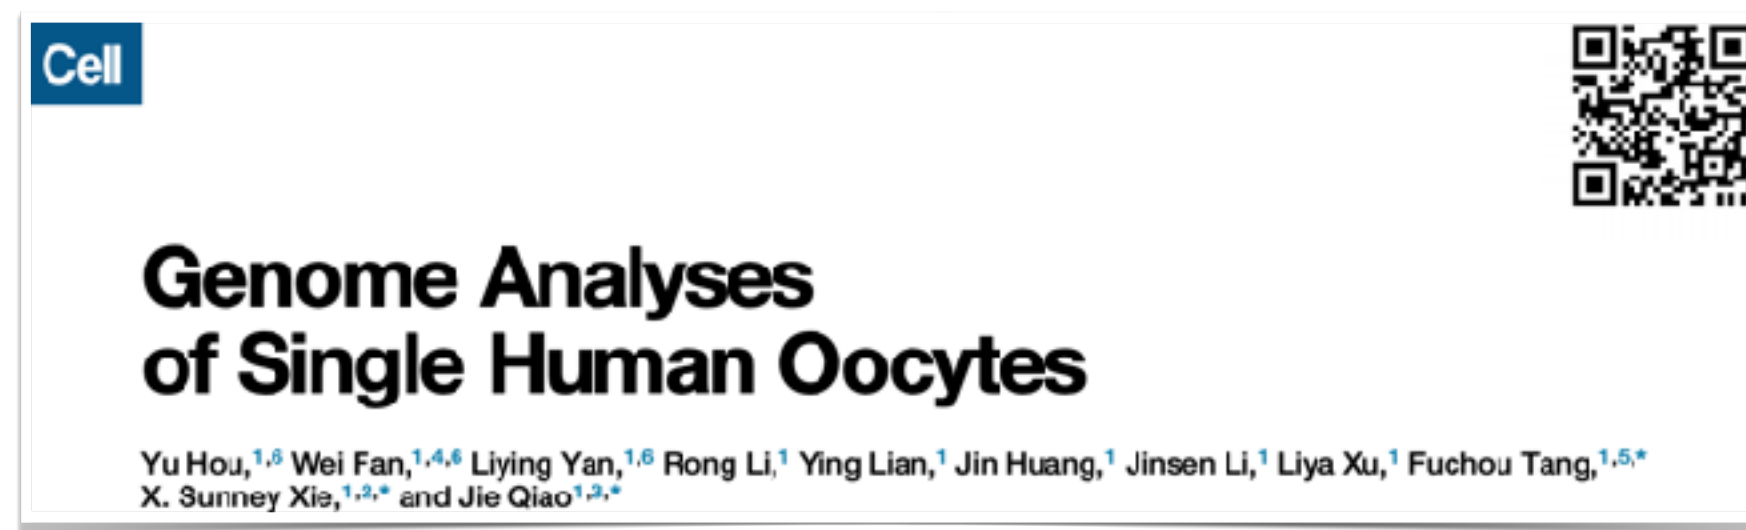 Cell
Genome Analyses
of Single Human Oocytes
Yu Hou,1,6 Wei Fan,1,4,6 Liying Yan,1,6 Rong Li,1 Ying Lian,1 Jin Huang,1 Jinsen Li,1 Liya Xu,1 Fuchou Tang,1,5,*
X. Sunney Xie,1,2,* and Jie Qiao1,3,*